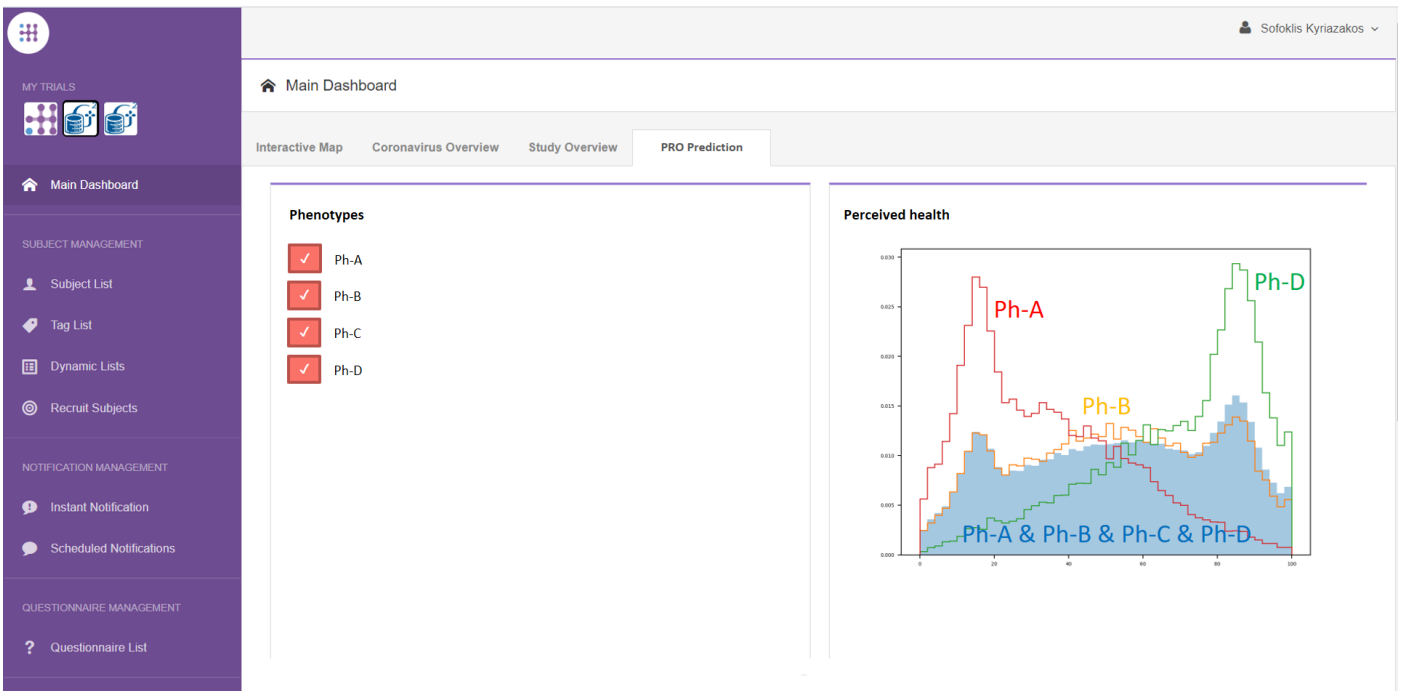 Sofoklis Kyriazakos
MY TRIALS
Main Dashboard
Interactive Map
Coronavirus Overview
Study Overview
PRO Prediction
Main Dashboard
SUBJECT MANAGEMENT
Subject List
Tag List
Dynamic Lists
Recruit Subjects
NOTIFICATION MANAGEMENT
Instant Notification
Scheduled Notifications
QUESTIONNAIRE MANAGEMENT
Questionnaire List
Phenotypes
Ph-A
Ph-B
Ph-C
Ph-D
Perceived health
0.030
0.025
0.020
0.015
0.010
0.005
0.000
Ph-A
Ph-B
Ph-D
Ph-A & Ph-B & Ph-C & Ph-D
0
20
40
60
80
100